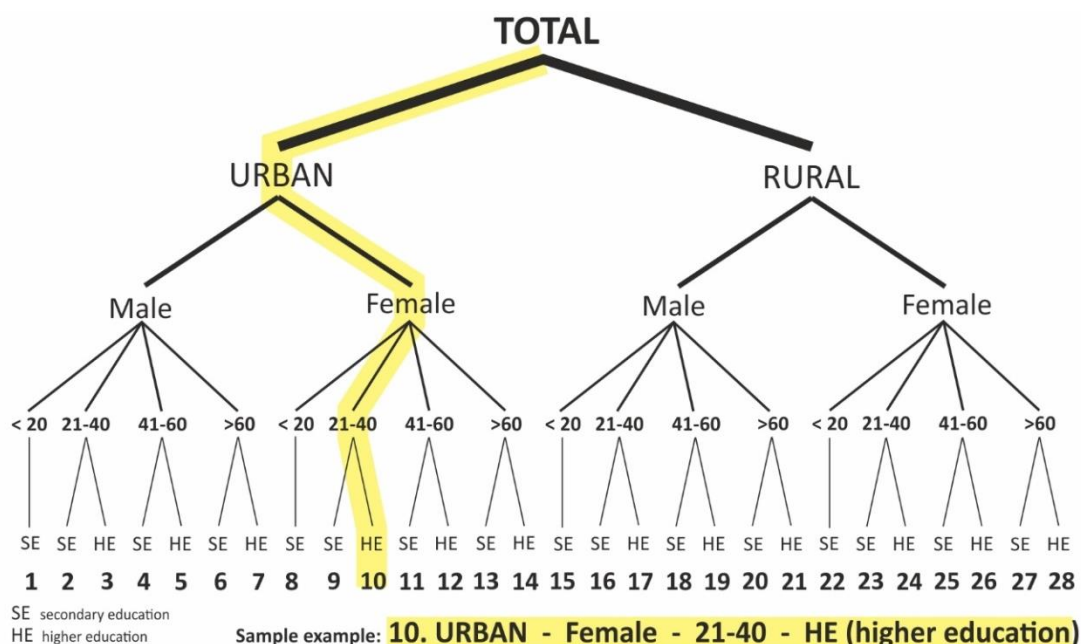 TOTAL
URBAN RURAL
Male Female Male Female
< 20 21-40 41-60 >60 < 20 21-40 41-60 >60 < 20 21-40 41-60 >60 < 20 21-40 41-60 >60
SE SE HE SE HE SE HE SE SE HE SE HE SE HE SE SE HE SE HE SE HE SE SE HE SE HE SE HE
1 2 3 4 5 6 7 8 9 10 11 12 13 14 15 16 17 18 19 20 21 22 23 24 25 26 27 28
SE secondary education
HE higher education
Sample example: 10. URBAN - Female - 21-40 - HE (higher education)